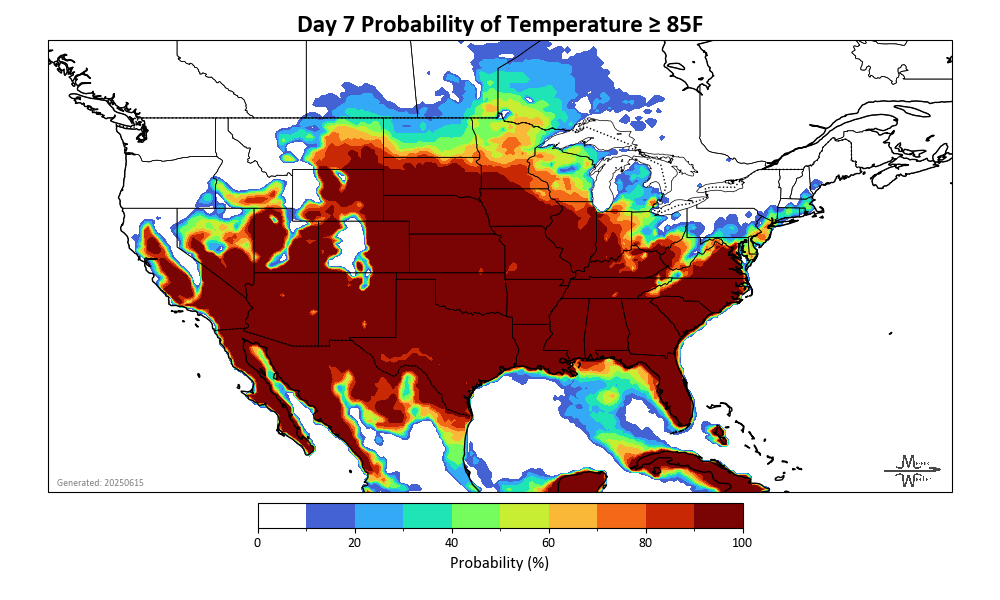 Day 7 Probability of Temperature ≥ 85F
Generated: 20250615
0 20 40 60 80 100
Probability (%)